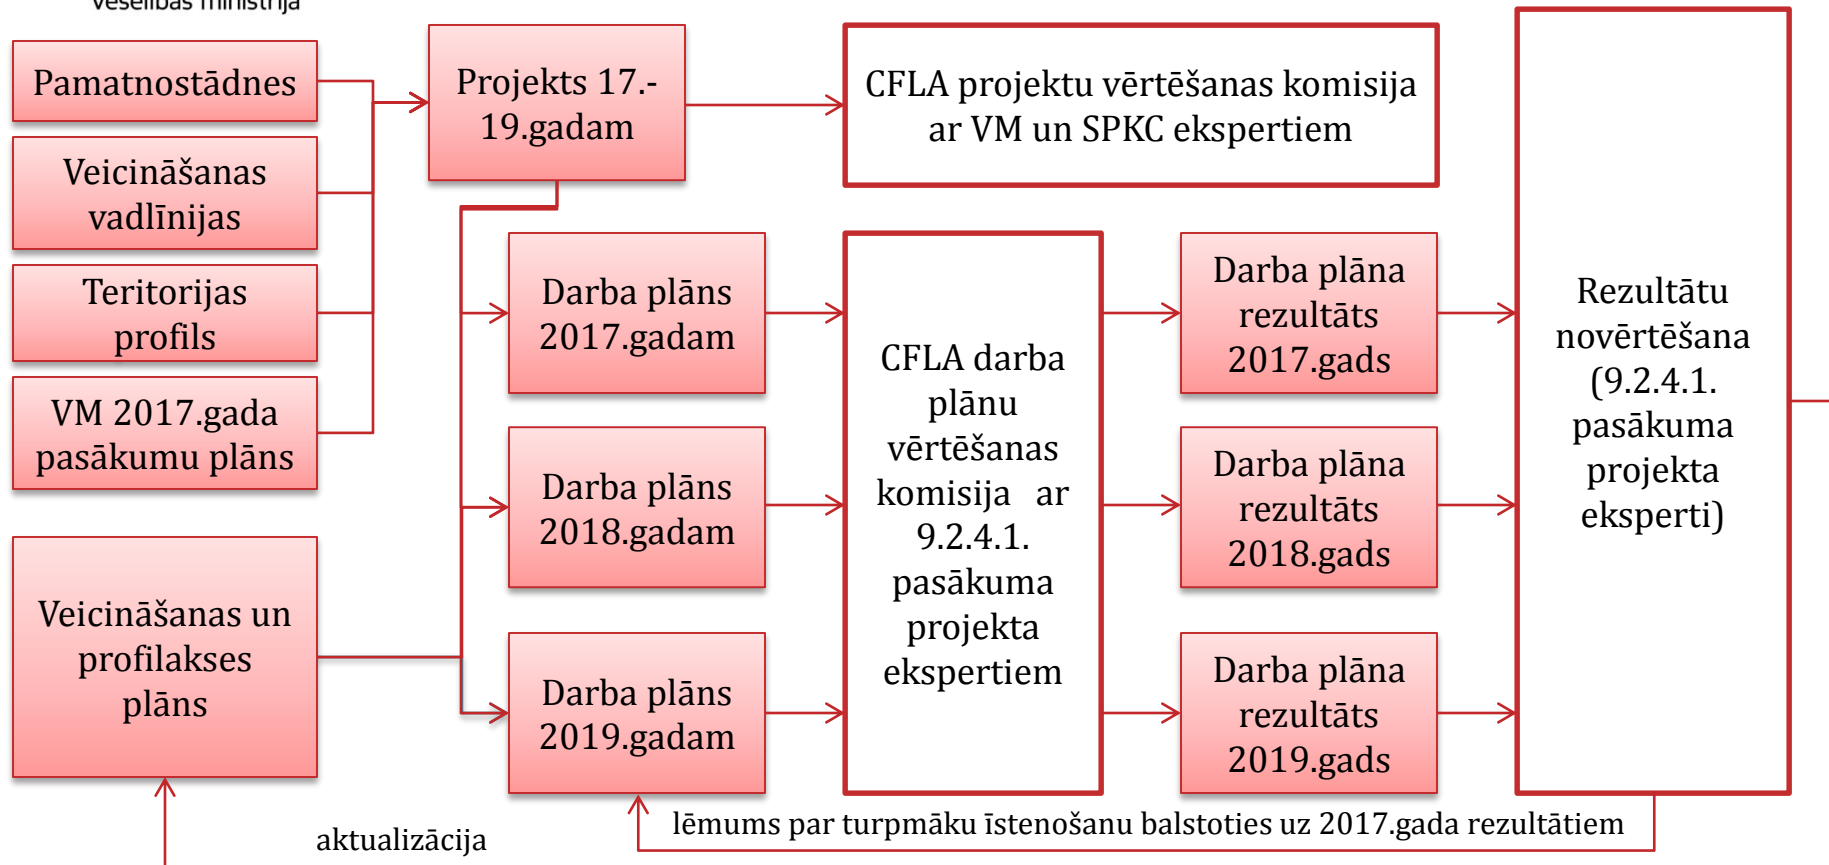 Veselības ministrija
Pamatnostādnes
Veicināšanas
vadlīnijas
Teritorijas
profils
VM 2017.gada
pasākumu plāns
Veicināšanas un
profilakses
plāns
Projekts 17.-
19.gadam
CFLA projektu vērtēšanas komisija
ar VM un SPKC ekspertiem
Darba plāns
2017.gadam
Darba plāns
2018.gadam
Darba plāns
2019.gadam
CFLA darba
plānu
vērtēšanas
komisija ar
9.2.4.1.
pasākuma
projekta
ekspertiem
Darba plāna
rezultāts
2017.gads
Darba plāna
rezultāts
2018.gads
Darba plāna
rezultāts
2019.gads
Rezultātu
novērtēšana
(9.2.4.1.
pasākuma
projekta
eksperti)
lēmums par turpmāku īstenošanu balstoties uz 2017.gada rezultātiem
aktualizācija